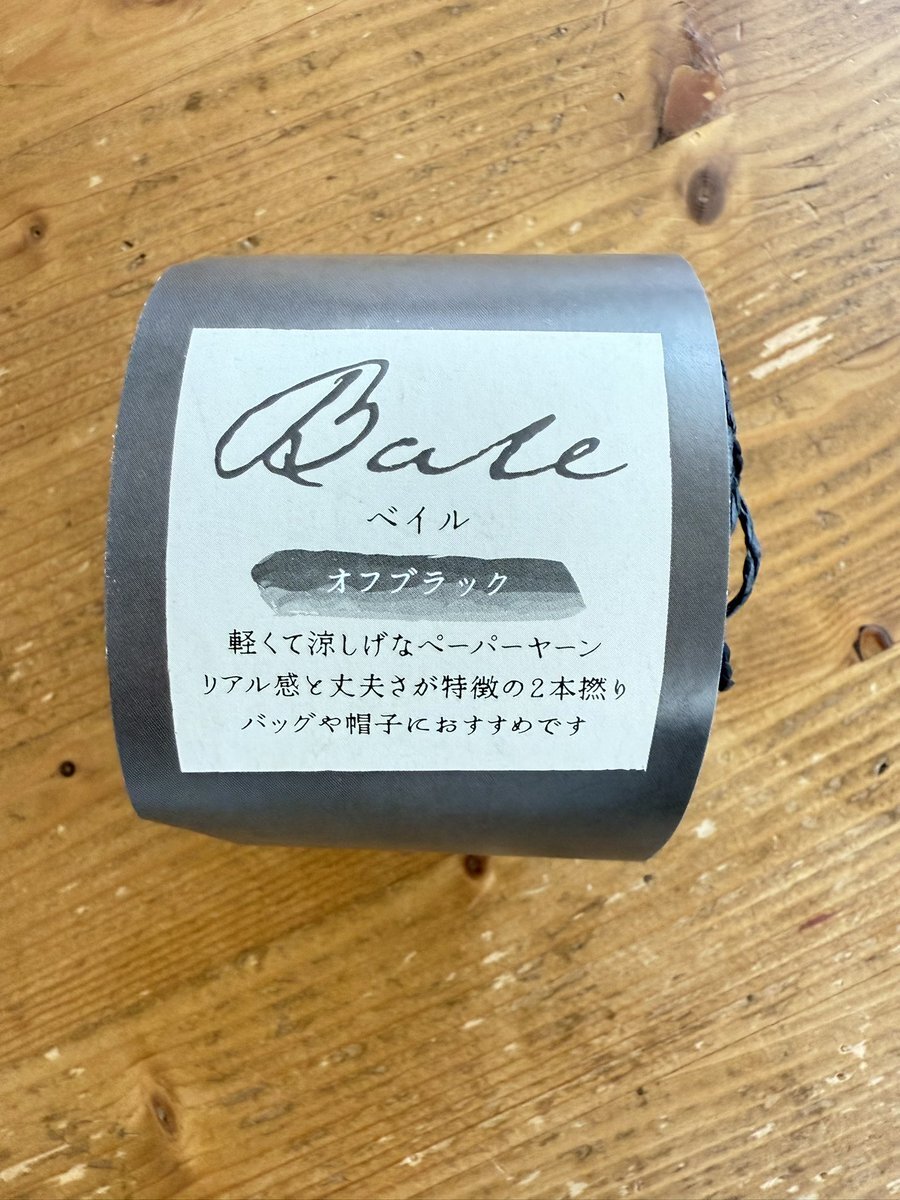 Bale
ベイル
オフブラック
軽くて涼しげなペーパーヤーン
リアル感と丈夫さが特徴の2本撚り
バッグや帽子におすすめです